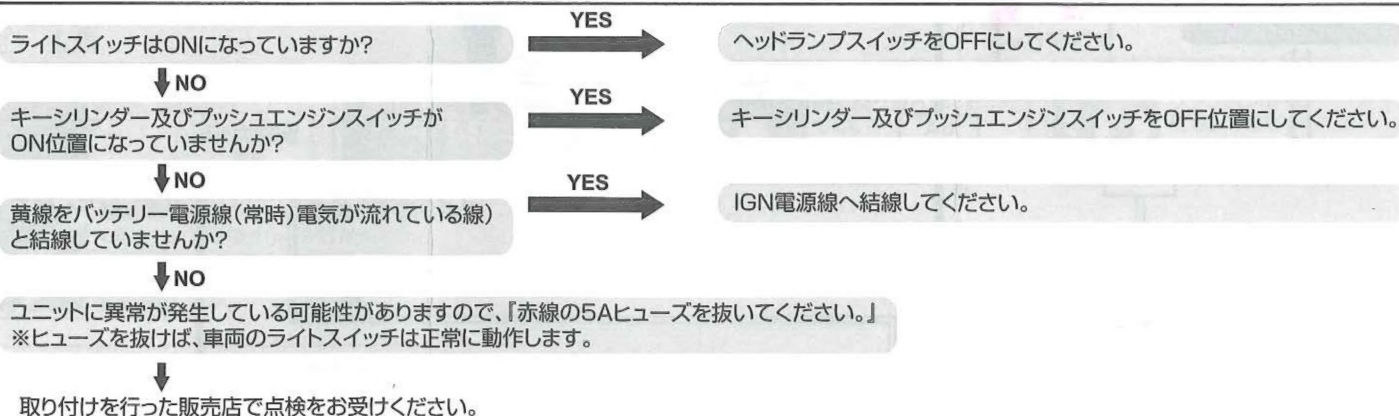 ライトスイッチはONになっていますか?
YES
ヘッドランプスイッチをOFFにしてください。
NO
キーシリンダー及びプッシュエンジンスイッチが
ON位置になっていませんか?
YES
キーシリンダー及びプッシュエンジンスイッチをOFF位置にしてください。
NO
黄線をバッテリー電源線(常時)電気が流れている線)
と結線していませんか?
YES
IGN電源線へ結線してください。
NO
ユニットに異常が発生している可能性がありますので、『赤線の5Aヒューズを抜いてください。』
※ヒューズを抜けば、車両のライトスイッチは正常に動作します。
取り付けを行った販売店で点検をお受けください。